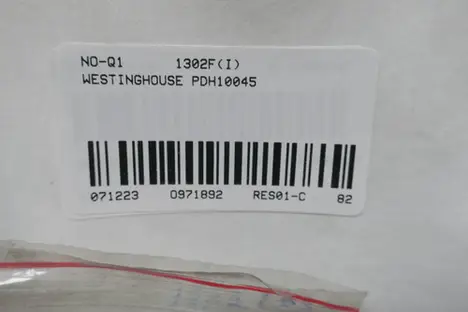 NO-Q1 1302F(I)
WESTINGHOUSE PDH10045
071223 0971892 RES01-C 82